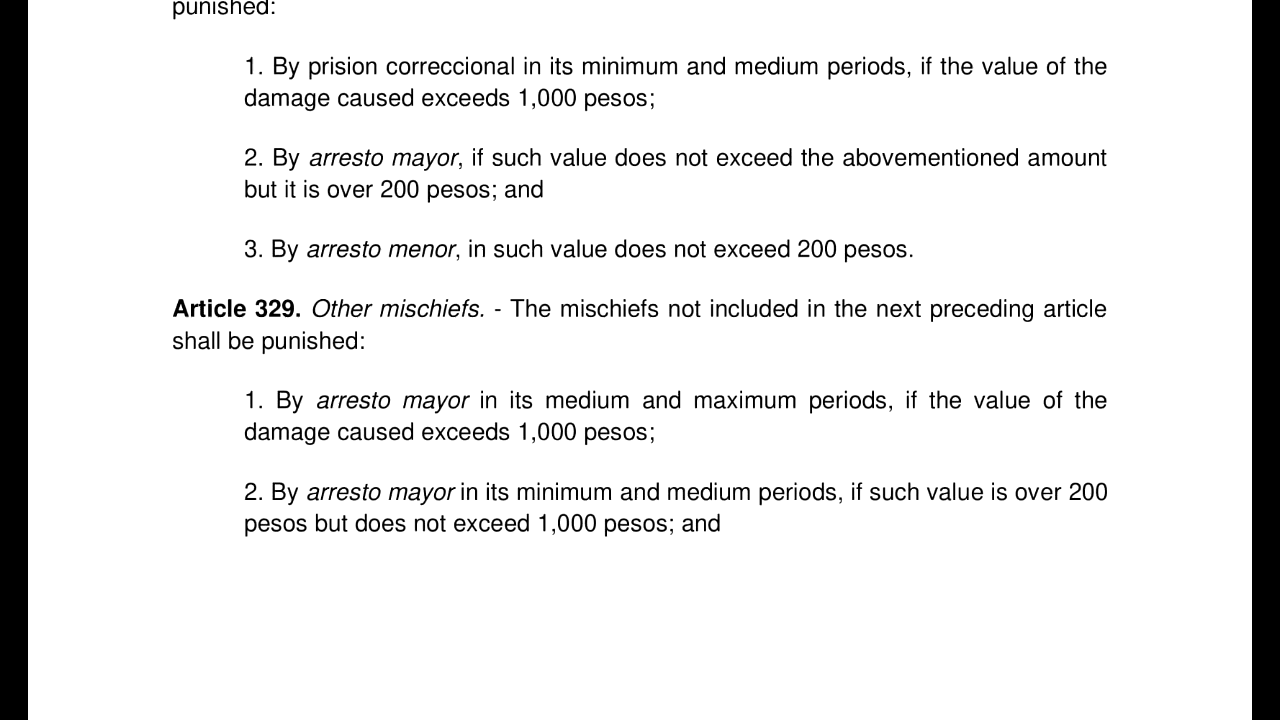 punished:
1. By prision correccional in its minimum and medium periods, if the value of the
damage caused exceeds 1,000 pesos;
2. By arresto mayor, if such value does not exceed the abovementioned amount
but it is over 200 pesos; and
3. By arresto menor, in such value does not exceed 200 pesos.
Article 329. Other mischiefs. - The mischiefs not included in the next preceding article
shall be punished:
1. By arresto mayor in its medium and maximum periods, if the value of the
damage caused exceeds 1,000 pesos;
2. By arresto mayor in its minimum and medium periods, if such value is over 200
pesos but does not exceed 1,000 pesos; and